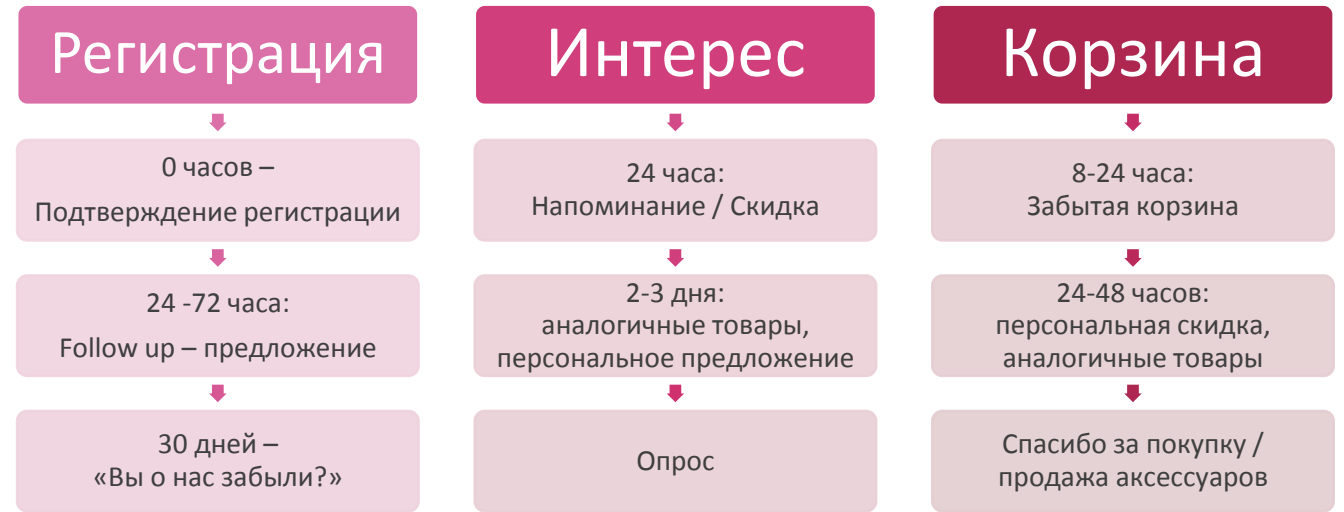 Регистрация
0 часов –
Подтверждение регистрации
24 -72 часа:
Follow up – предложение
30 дней –
«Вы о нас забыли?»
Интерес
24 часа:
Напоминание / Скидка
2-3 дня:
аналогичные товары,
персональное предложение
Опрос
Корзина
8-24 часа:
Забытая корзина
24-48 часов:
персональная скидка,
аналогичные товары
Спасибо за покупку /
продажа аксессуаров